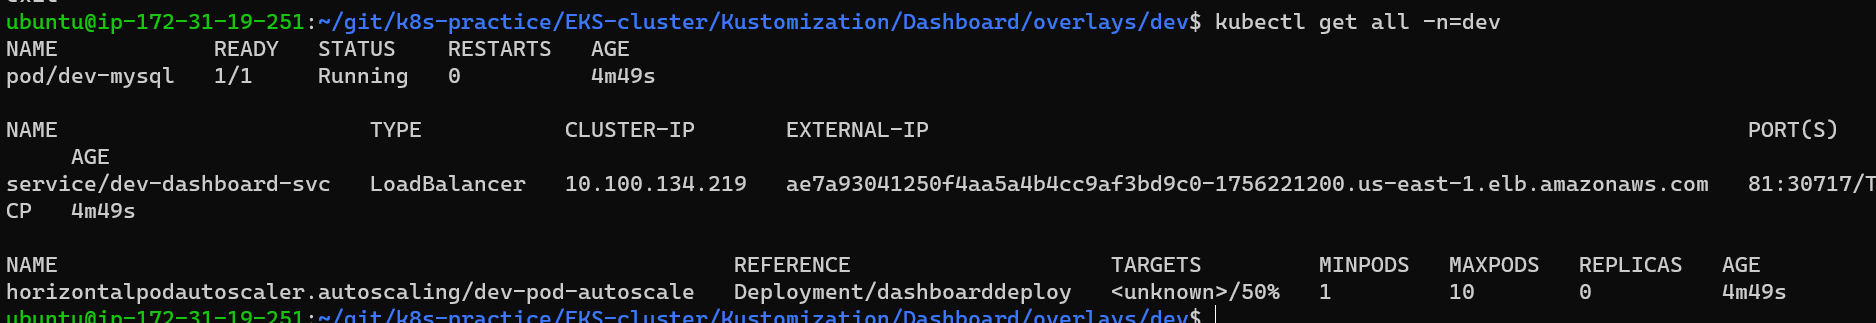 exit
ubuntu@ip-172-31-19-251:~/git/k8s-practice/EKS-cluster/Kustomization/Dashboard/overlays/dev$ kubectl get all -n=dev
NAME READY STATUS RESTARTS AGE
pod/dev-mysql 1/1 Running 0 4m49s
NAME TYPE CLUSTER-IP EXTERNAL-IP PORT(S)
AGE
service/dev-dashboard-svc LoadBalancer 10.100.134.219 ae7a93041250f4aa5a4b4cc9af3bd9c0-1756221200.us-east-1.elb.amazonaws.com 81:30717/T
CP 4m49s
NAME REFERENCE TARGETS MINPODS MAXPODS REPLICAS AGE
horizontalpodautoscaler.autoscaling/dev-pod-autoscale Deployment/dashboarddeploy <unknown>/50% 1 10 0 4m49s
ubuntu@ip-172-31-19-251:~/git/k8s-practice/EKS-cluster/Kustomization/Dashboard/overlays/dev$